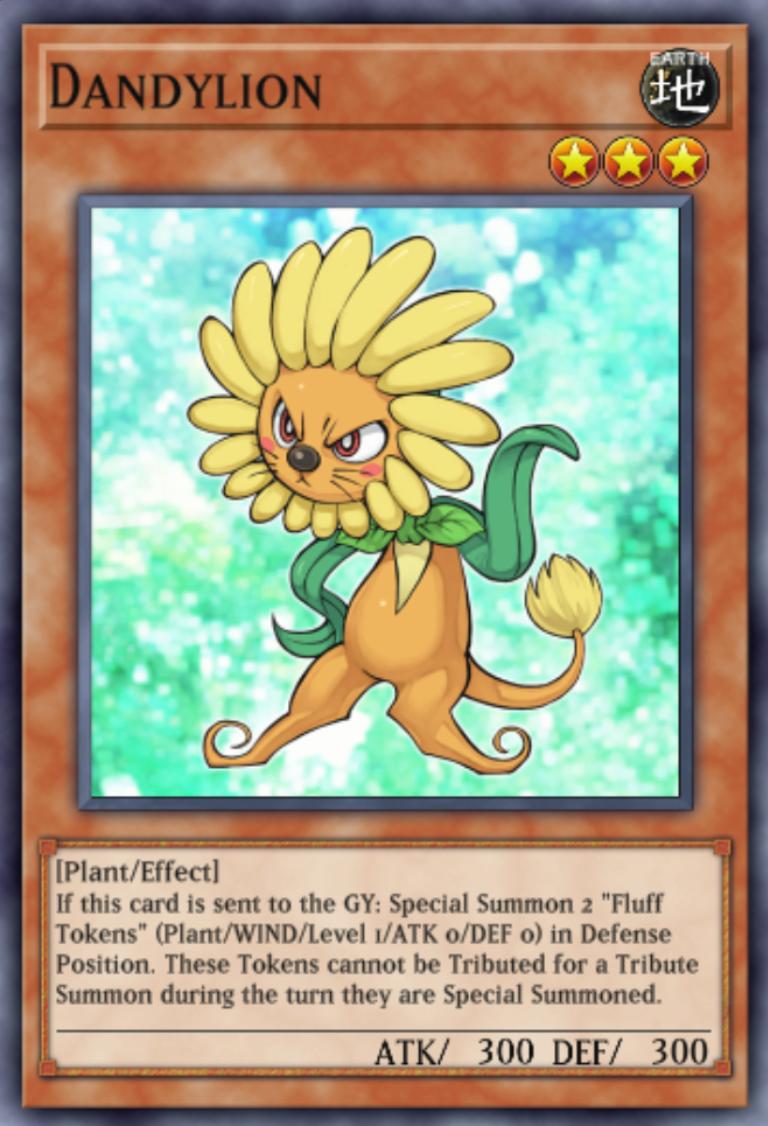 DANDYLION
EARTH
地
[Plant/Effect]
If this card is sent to the GY: Special Summon 2 "Fluff
Tokens" (Plant/WIND/Level 1/ATK 0/DEF 0) in Defense
Position. These Tokens cannot be Tributed for a Tribute
Summon during the turn they are Special Summoned.
ATK/ 300 DEF/ 300